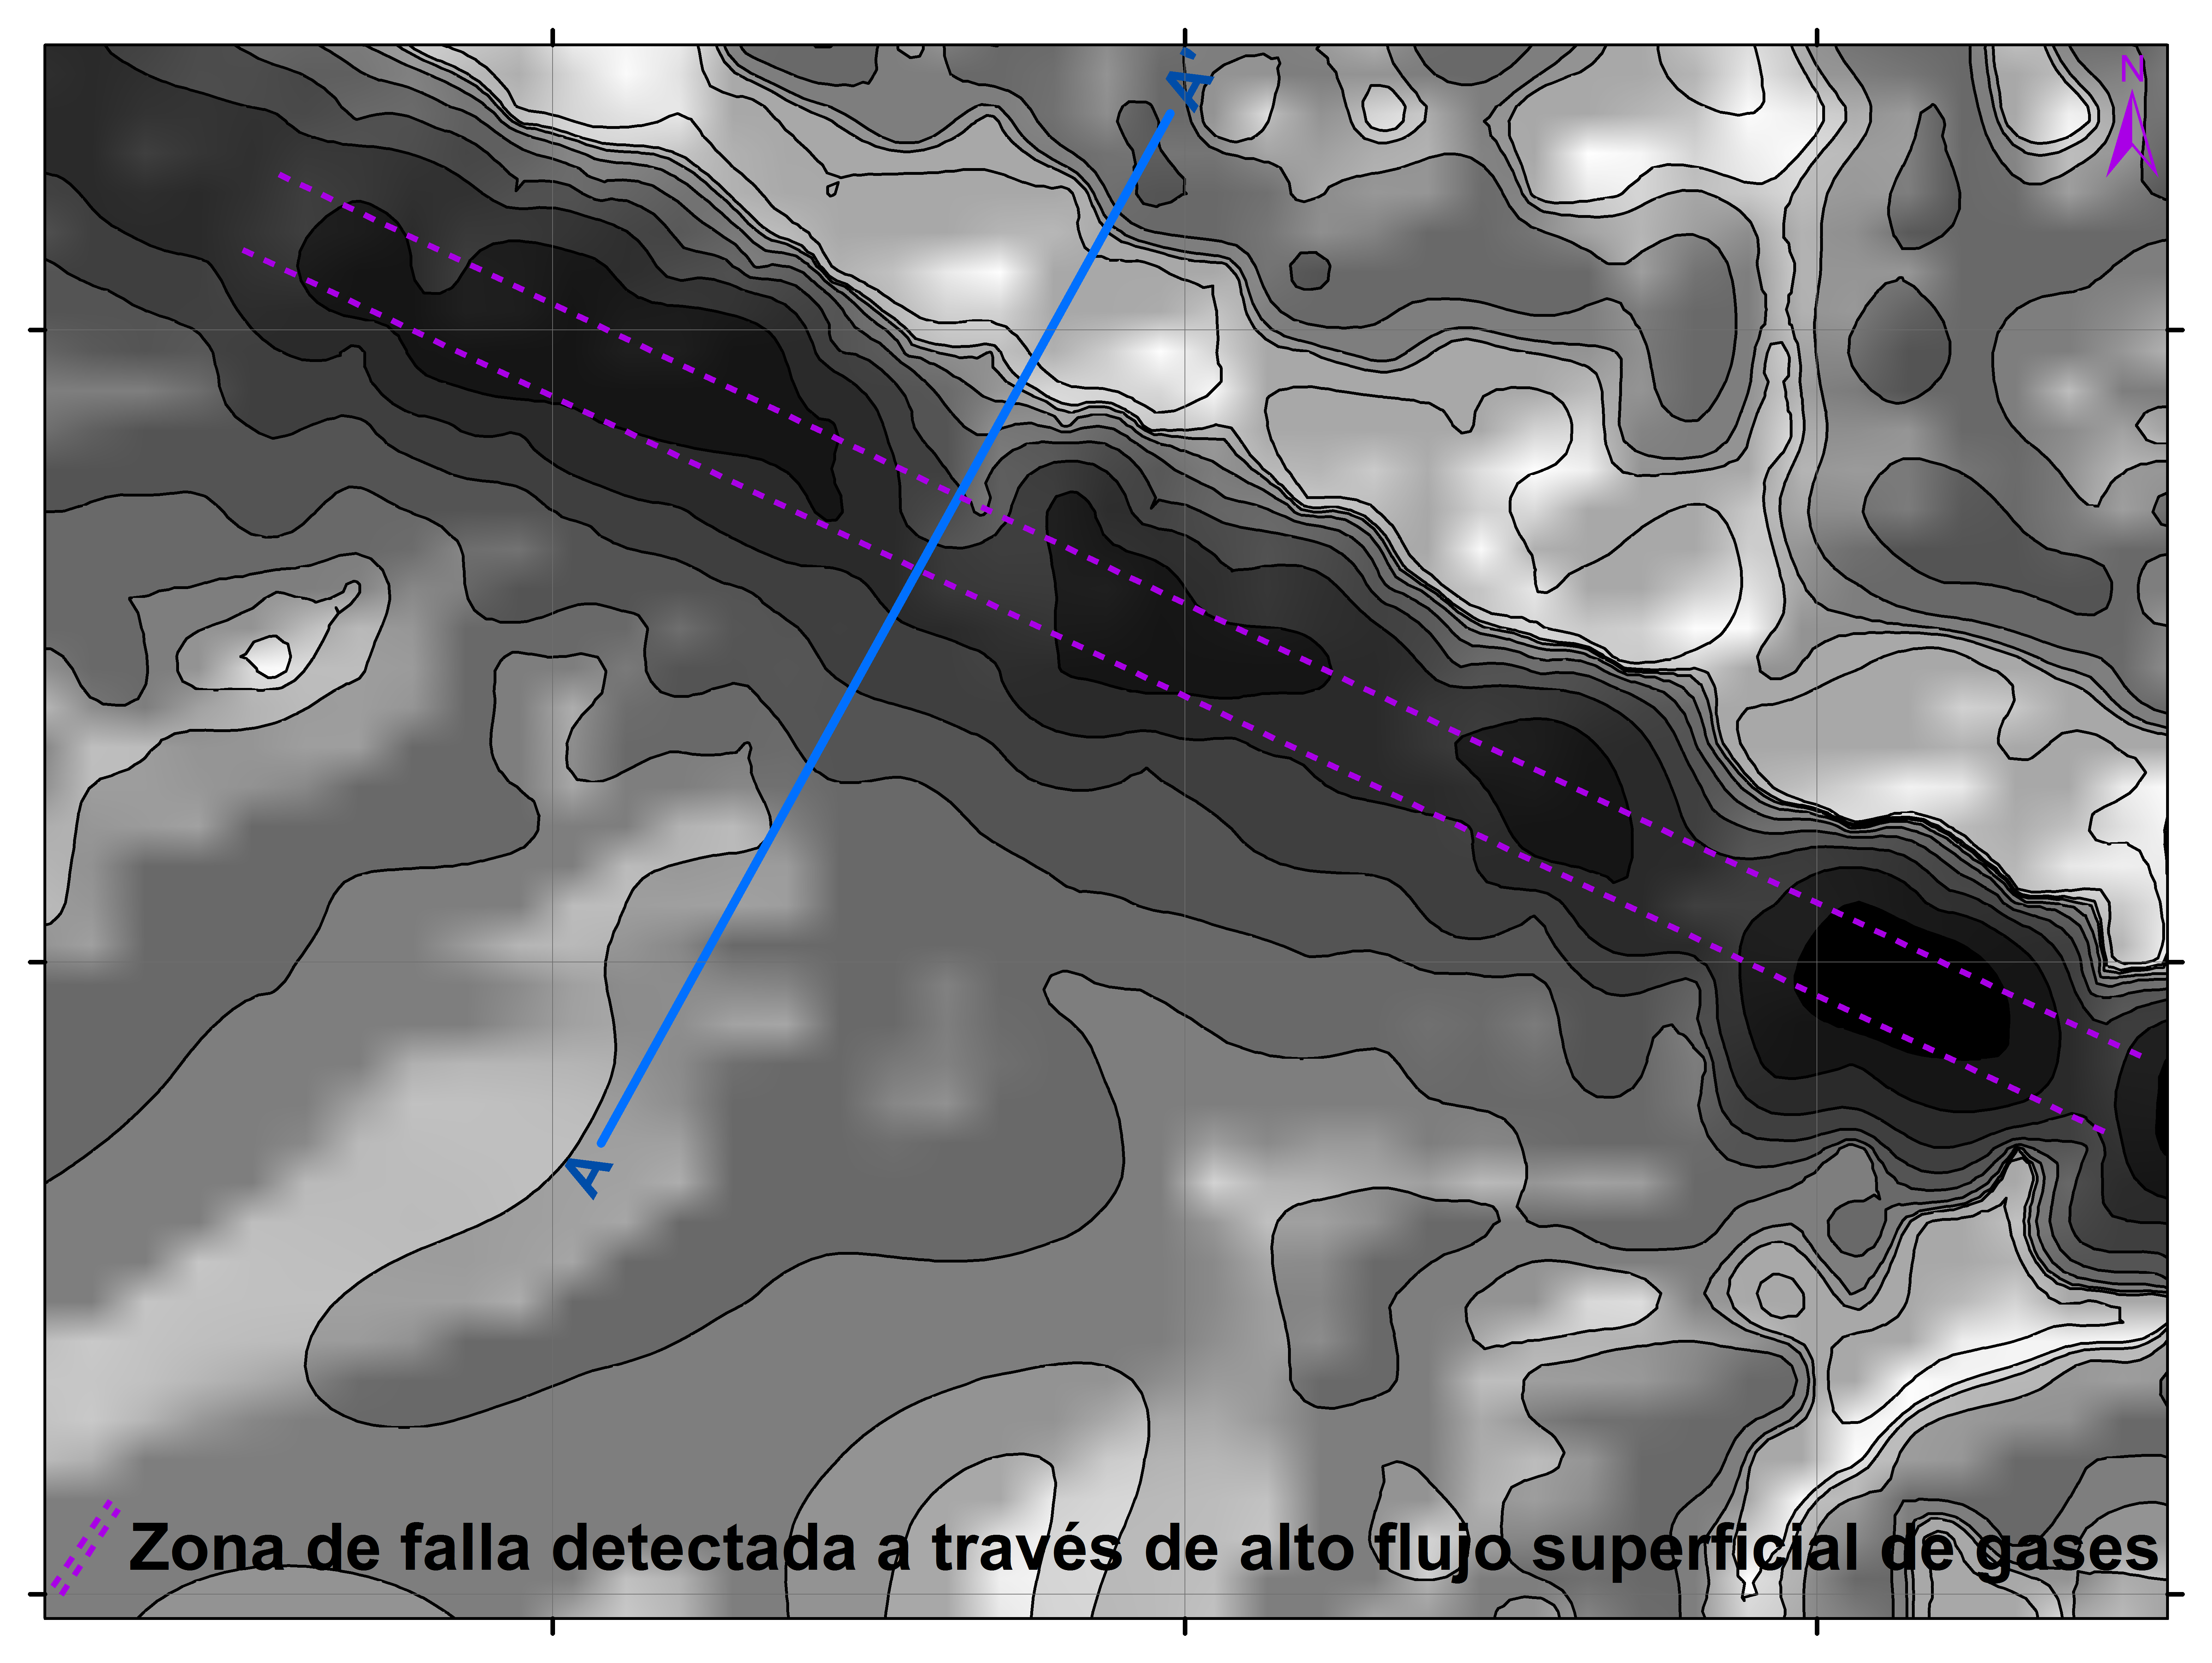 A'
N
A
Zona de falla detectada a través de alto flujo superficial de gases